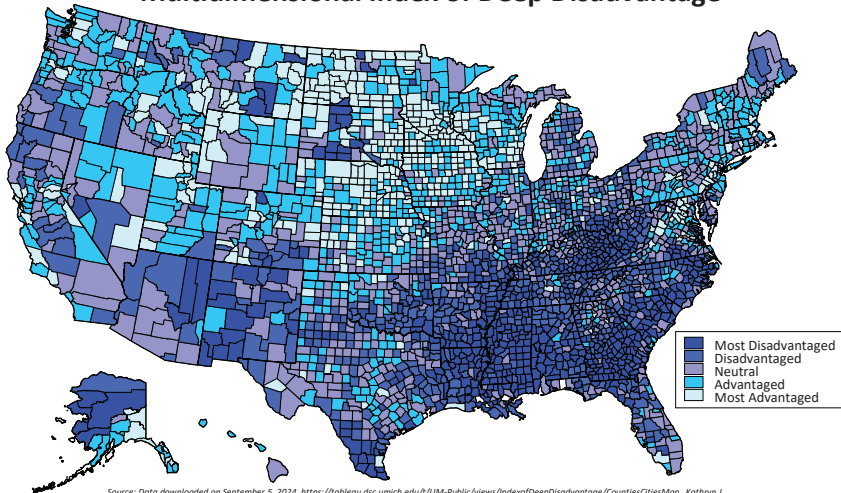 Multidimensional Index of Deep Disadvantage
Most Disadvantaged
Disadvantaged
Neutral
Advantaged
Most Advantaged
Source: Data downloaded on September 5, 2024, https://tableau.dsc.umich.edu/t/UM-Public/views/IndexofDeepDisadvantage/CountiesCitiesMap. Kathryn J.